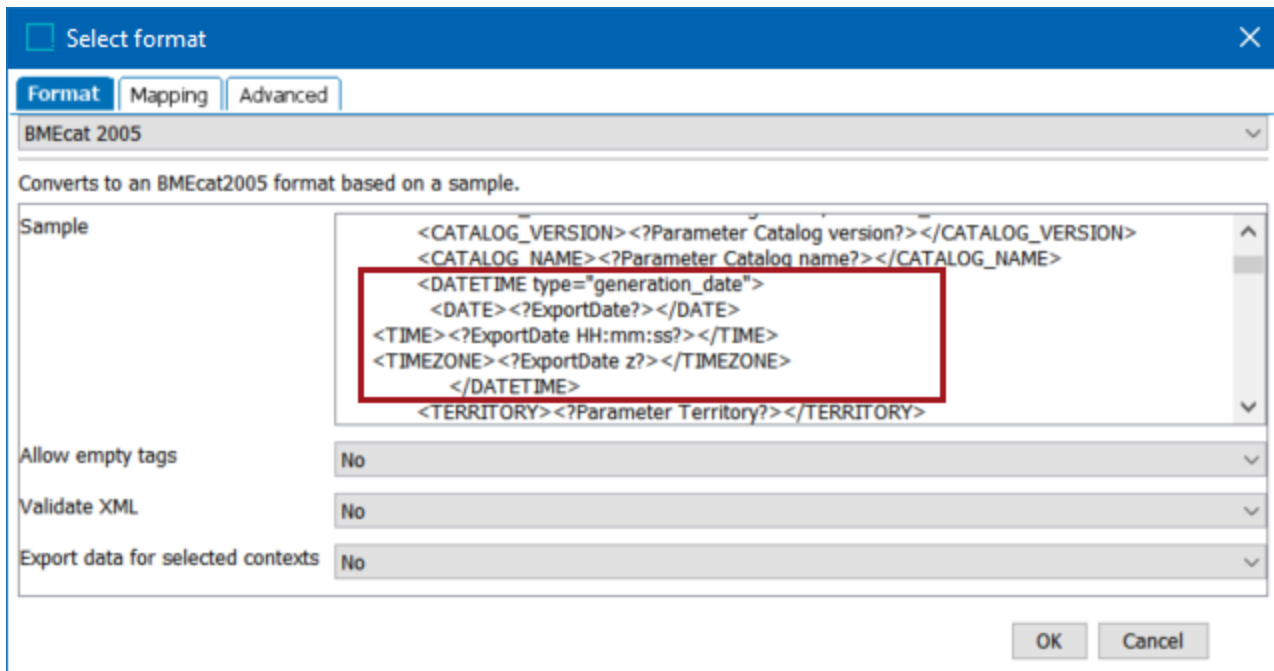 Select format
Format Mapping Advanced
BMEcat 2005
Converts to an BMEcat2005 format based on a sample.
Sample
<CATALOG_VERSION><?Parameter Catalog version?></CATALOG_VERSION>
<CATALOG_NAME><?Parameter Catalog name?></CATALOG_NAME>
<DATETIME type="generation_date">
<DATE><?ExportDate?></DATE>
<TIME><?ExportDate HH:mm:ss?></TIME>
<TIMEZONE><?ExportDate z?></TIMEZONE>
</DATETIME>
<TERRITORY><?Parameter Territory?></TERRITORY>
Allow empty tags No
Validate XML No
Export data for selected contexts No
OK Cancel